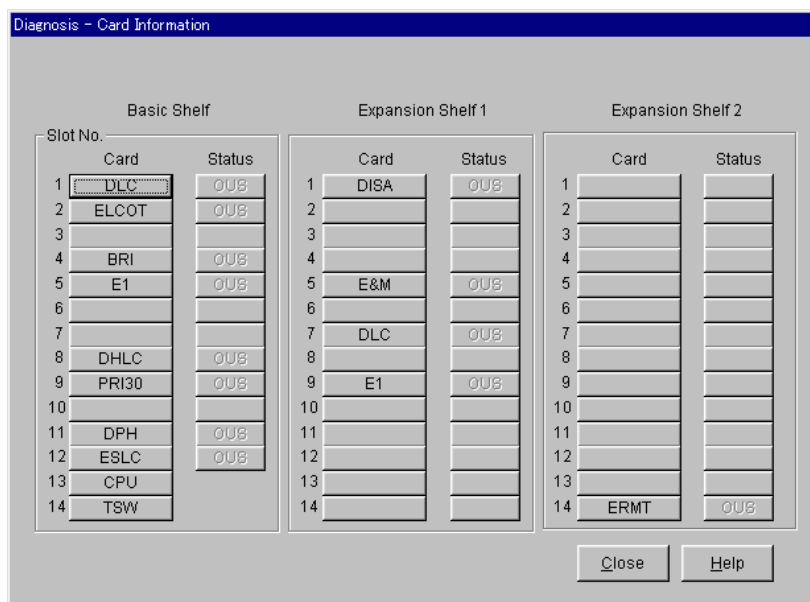 Diagnosis - Card Information
Basic Shelf Expansion Shelf 1 Expansion Shelf 2
Slot No.
Card Status Card Status Card Status
1 DLC OUS 1 DISA OUS 1
2 ELCOT OUS 2 2
3 3 3
4 BRI OUS 4 4
5 E1 OUS 5 E&M OUS 5
6 6 6
7 7 DLC OUS 7
8 DHLC OUS 8 8
9 PRI30 OUS 9 E1 OUS 9
10 10 10
11 DPH OUS 11 11
12 ESLC OUS 12 12
13 CPU 13 13
14 TSW 14 14 ERMT OUS
Close Help